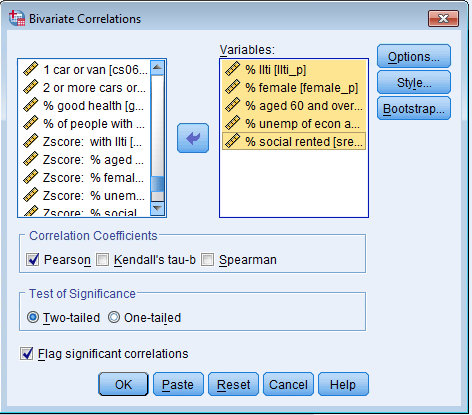 Bivariate Correlations
Variables:
1 car or van [cs06...
2 or more cars or...
% good health [g...
% of people with ...
Zscore: with llti [...
Zscore: % aged ...
Zscore: % femal...
Zscore: % unem...
Zscore: % social
% llti [llti_p]
% female [female_p]
% aged 60 and over...
% unemp of econ a...
% social rented [sre...
Options...
Style...
Bootstrap...
Correlation Coefficients
Pearson Kendall's tau-b Spearman
Test of Significance
Two-tailed One-tailed
Flag significant correlations
OK Paste Reset Cancel Help